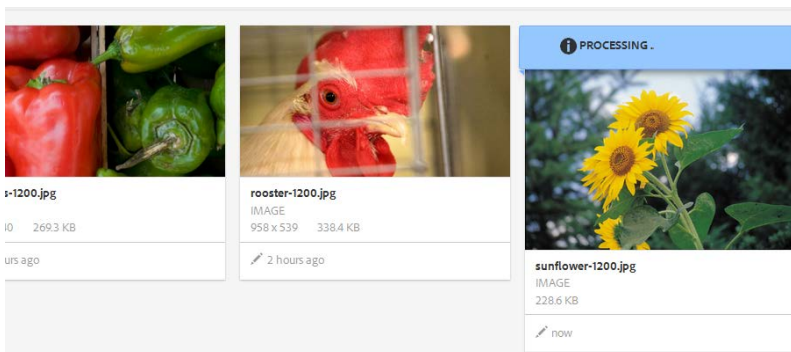 s-1200.jpg
40 269.3 KB
urs ago
rooster-1200.jpg
IMAGE
958 x 539 338.4 KB
2 hours ago
PROCESSING .
sunflower-1200.jpg
IMAGE
228.6 KB
now